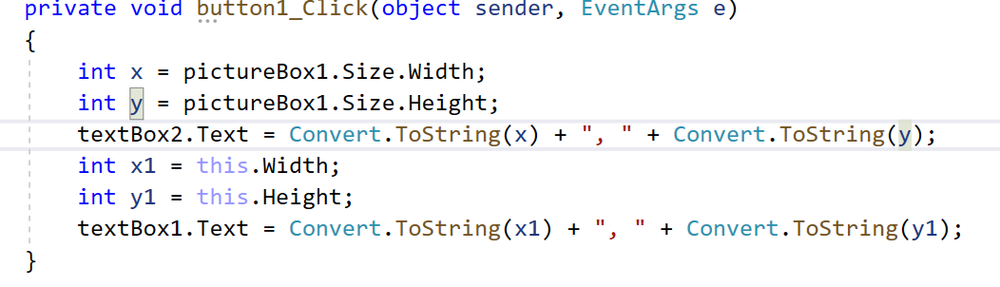 private void button1_Click(object sender, EventArgs e)
{
int x = pictureBox1.Size.Width;
int y = pictureBox1.Size.Height;
textBox2.Text = Convert.ToString(x) + ", " + Convert.ToString(y);
int x1 = this.Width;
int y1 = this.Height;
textBox1.Text = Convert.ToString(x1) + ", " + Convert.ToString(y1);
}